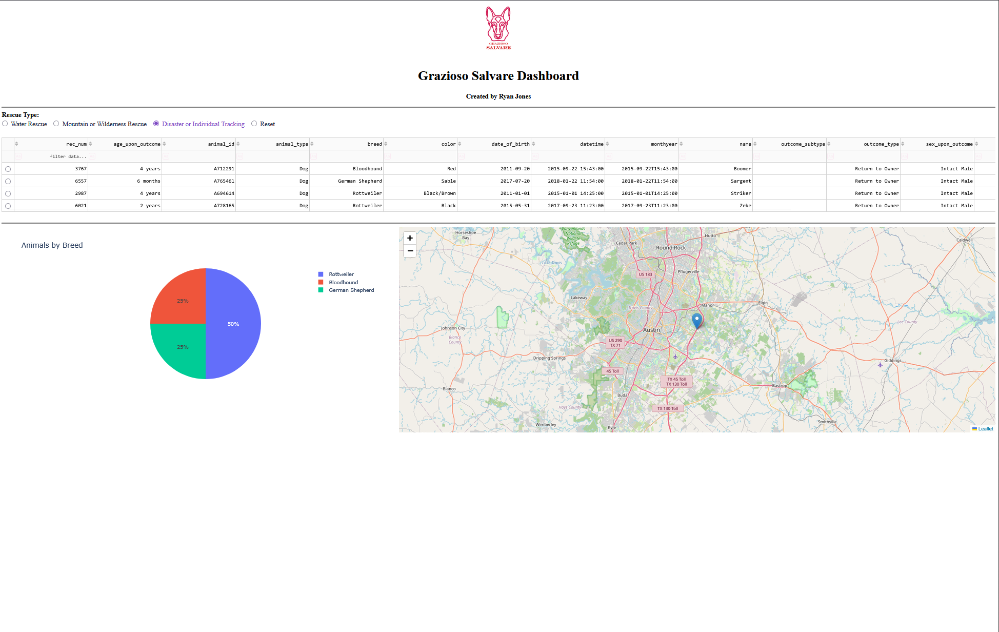 GRAZIOSO
SALVARE
Grazioso Salvare Dashboard
Created by Ryan Jones
Rescue Type:
Water Rescue Mountain or Wilderness Rescue Disaster or Individual Tracking Reset
rec_num age_upon_outcome animal_id animal_type breed color date_of_birth datetime monthyear name outcome_subtype outcome_type sex_upon_outcome
filter data...
3767 4 years A712291 Dog Bloodhound Red 2011-09-20 2015-09-22 15:43:00 2015-09-22T15:43:00 Boomer Return to Owner Intact Male
6557 6 months A765461 Dog German Shepherd Sable 2017-07-20 2018-01-22 11:54:00 2018-01-22T11:54:00 Sargent Return to Owner Intact Male
2987 4 years A694614 Dog Rottweiler Black/Brown 2011-01-01 2015-01-01 14:25:00 2015-01-01T14:25:00 Striker Return to Owner Intact Male
6021 2 years A728165 Dog Rottweiler Black 2015-05-31 2017-09-23 11:23:00 2017-09-23T11:23:00 Zeke Return to Owner Intact Male
Animals by Breed
Rottweiler
Bloodhound
German Shepherd
25%
50%
25%
+
−
Horsehoe
Bay
Canyonlands
National
Wildlife
Refuge
Cedar Park
Hutto
Caldwell
Round Rock
Lake Travis
Pflugerville
US 183
Lakeway
Travis County
Manor
Elgin
Lee County
Johnson City
Austin
Blanco
County
US 290
TX 71
Dripping Springs
Giddings
45 Toll
TX 45 Toll
TX 130 Toll
Bastrop
Blanco
Buda
Hays County
TX 130 Toll
Smithville
Wimberley
Kyle
Leaflet